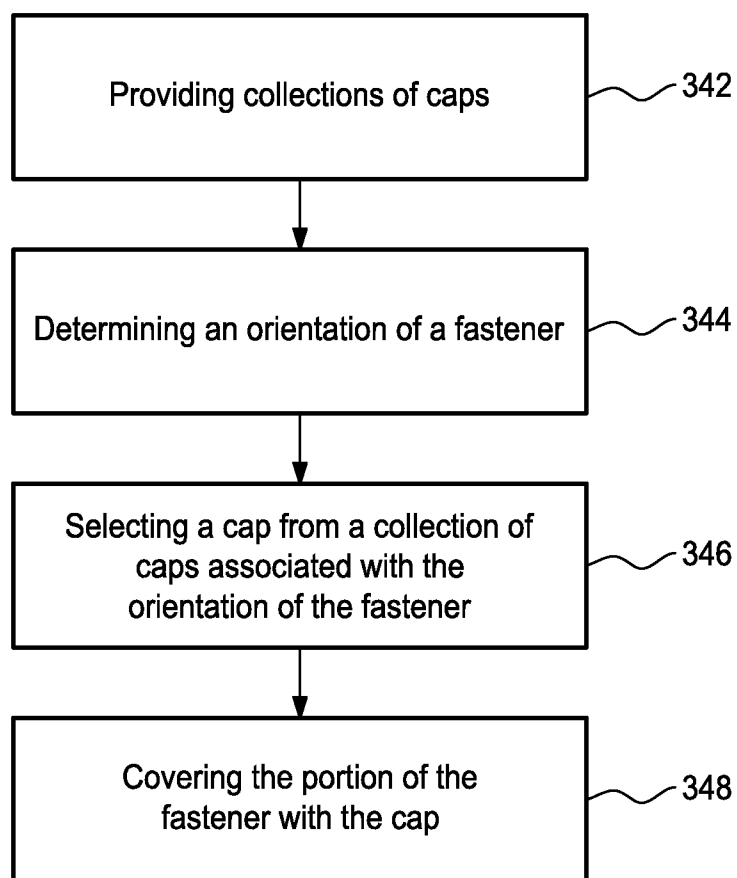 Providing collections of caps
342
Determining an orientation of a fastener
344
Selecting a cap from a collection of
caps associated with the
orientation of the fastener
346
Covering the portion of the
fastener with the cap
348